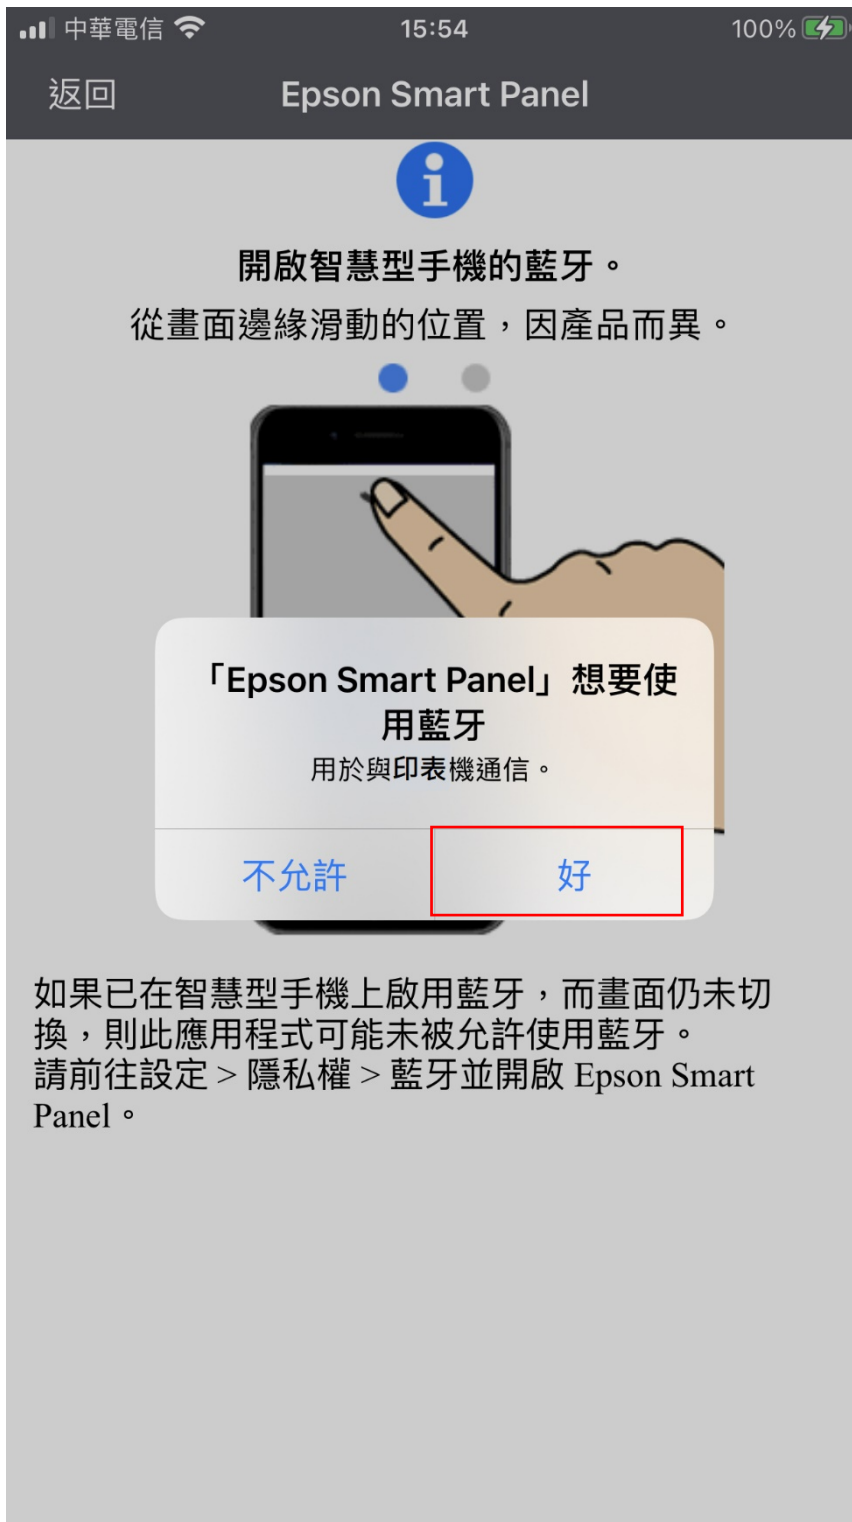 中華電信 15:54 100%
返回 Epson Smart Panel
開啟智慧型手機的藍牙。
從畫面邊緣滑動的位置，因產品而異。
「Epson Smart Panel」想要使
用藍牙
用於與印表機通信。
不允許 好
如果已在智慧型手機上啟用藍牙，而畫面仍未切
換，則此應用程式可能未被允許使用藍牙。
請前往設定 > 隱私權 > 藍牙並開啟 Epson Smart
Panel。